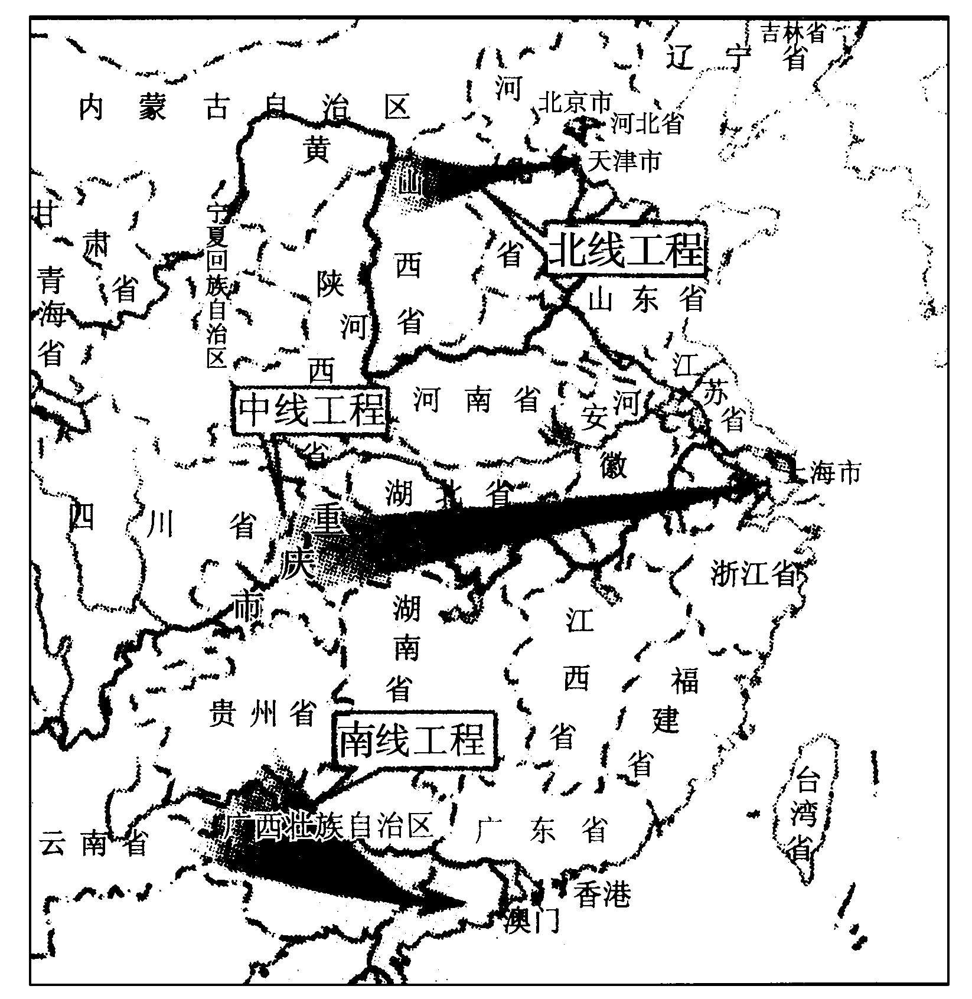 吉林省
辽宁省
河
北京市
内蒙古自治区
河北省
黄
天津市
山
甘
肃
省
宁夏回族自治区
北线工程
省
西
青
海
省
陕
山东省
河
省
西
江
苏
省
中线工程
河南省
安
河
省
徽
上海市
湖北省
四川省
重
庆
市
浙江省
湖
南
省
江
西
省
福
建
省
贵州省
南线工程
台
湾
省
广西壮族自治区
广东省
云南省
香港
澳门